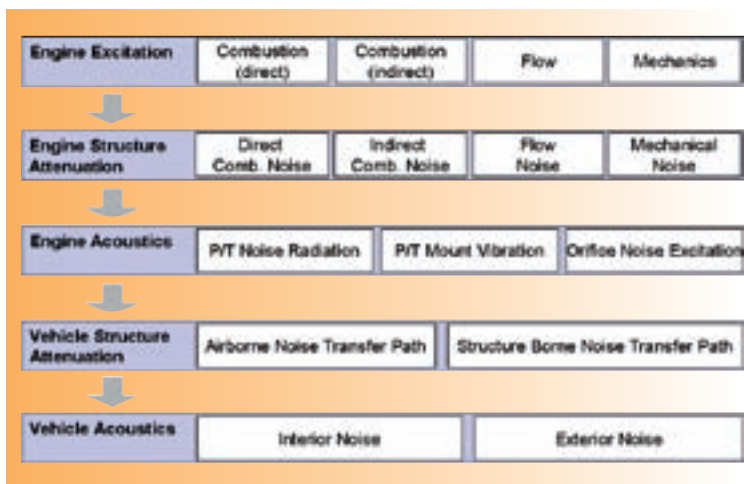 Engine Excitation
Combustion
(direct)
Combustion
(indirect)
Flow
Mechanics
Engine Structure
Attenuation
Direct
Comb. Noise
Indirect
Comb. Noise
Flow
Noise
Mechanical
Noise
Engine Acoustics
P/T Noise Radiation
P/T Mount Vibration
Orifice Noise Excitation
Vehicle Structure
Attenuation
Airborne Noise Transfer Path
Structure Borne Noise Transfer Path
Vehicle Acoustics
Interior Noise
Exterior Noise